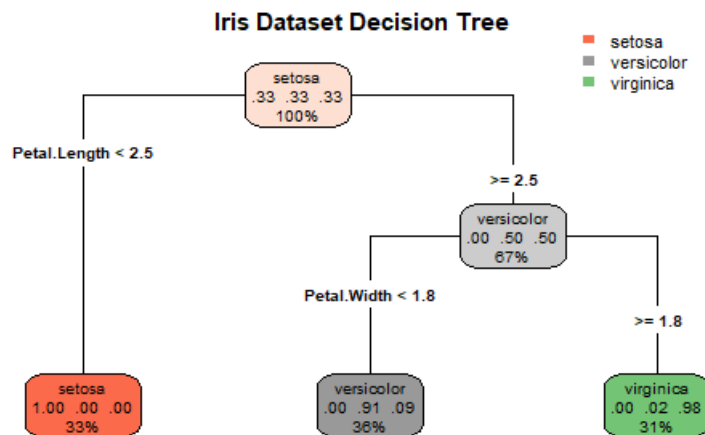 Iris Dataset Decision Tree
setosa
versicolor
virginica
setosa
.33 .33 .33
100%
Petal.Length < 2.5
>= 2.5
versicolor
.00 .50 .50
67%
Petal.Width < 1.8
>= 1.8
setosa
1.00 .00 .00
33%
versicolor
.00 .91 .09
36%
virginica
.00 .02 .98
31%